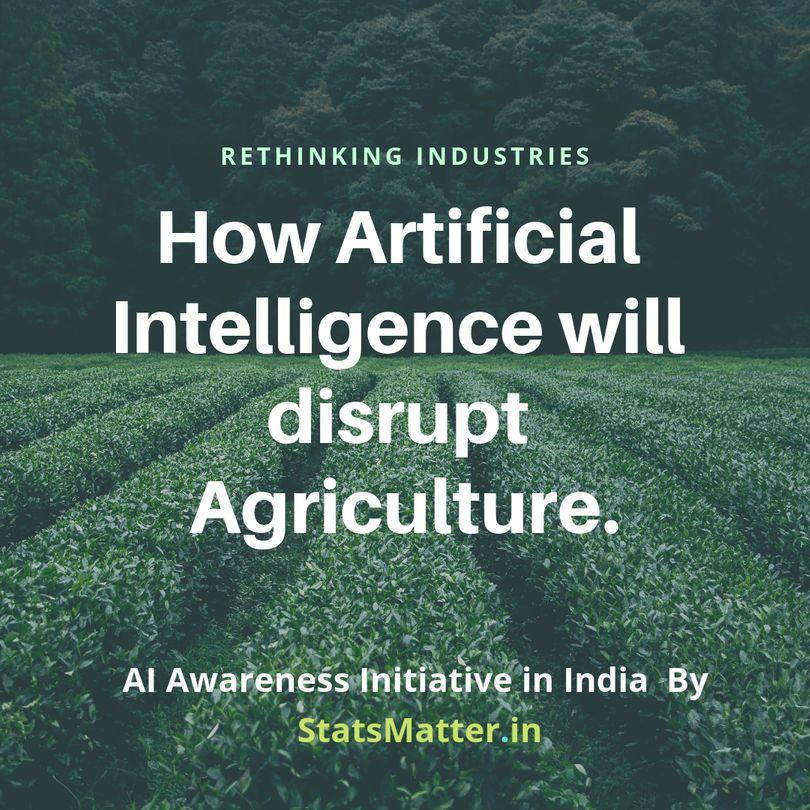 RETHINKING INDUSTRIES
How Artificial
Intelligence will
disrupt
Agriculture.
AI Awareness Initiative in India By
StatsMatter.in